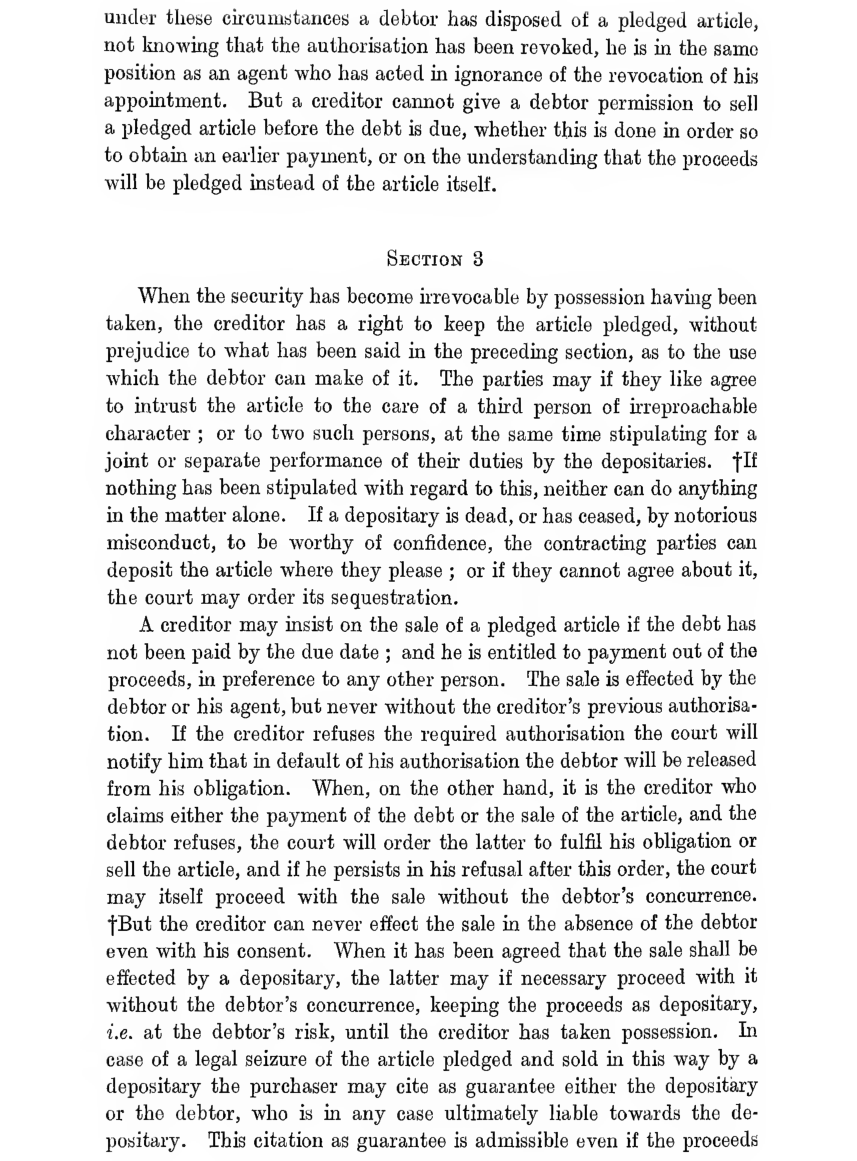 under these circumstances a debtor has disposed of a pledged article,
not knowing that the authorisation has been revoked, he is in the same
position as an agent who has acted in ignorance of the revocation of his
appointment. But a creditor cannot give a debtor permission to sell
a pledged article before the debt is due, whether this is done in order so
to obtain an earlier payment, or on the understanding that the proceeds
will be pledged instead of the article itself.
SECTION 3
When the security has become irrevocable by possession having been
taken, the creditor has a right to keep the article pledged, without
prejudice to what has been said in the preceding section, as to the use
which the debtor can make of it. The parties may if they like agree
to intrust the article to the care of a third person of irreproachable
character ; or to two such persons, at the same time stipulating for a
joint or separate performance of their duties by the depositaries. †If
nothing has been stipulated with regard to this, neither can do anything
in the matter alone. If a depositary is dead, or has ceased, by notorious
misconduct, to be worthy of confidence, the contracting parties can
deposit the article where they please ; or if they cannot agree about it,
the court may order its sequestration.
A creditor may insist on the sale of a pledged article if the debt has
not been paid by the due date ; and he is entitled to payment out of the
proceeds, in preference to any other person. The sale is effected by the
debtor or his agent, but never without the creditor's previous authorisa-
tion. If the creditor refuses the required authorisation the court will
notify him that in default of his authorisation the debtor will be released
from his obligation. When, on the other hand, it is the creditor who
claims either the payment of the debt or the sale of the article, and the
debtor refuses, the court will order the latter to fulfil his obligation or
sell the article, and if he persists in his refusal after this order, the court
may itself proceed with the sale without the debtor's concurrence.
†But the creditor can never effect the sale in the absence of the debtor
even with his consent. When it has been agreed that the sale shall be
effected by a depositary, the latter may if necessary proceed with it
without the debtor's concurrence, keeping the proceeds as depositary,
i.e. at the debtor's risk, until the creditor has taken possession. In
case of a legal seizure of the article pledged and sold in this way by a
depositary the purchaser may cite as guarantee either the depositary
or the debtor, who is in any case ultimately liable towards the de-
positary. This citation as guarantee is admissible even if the proceeds